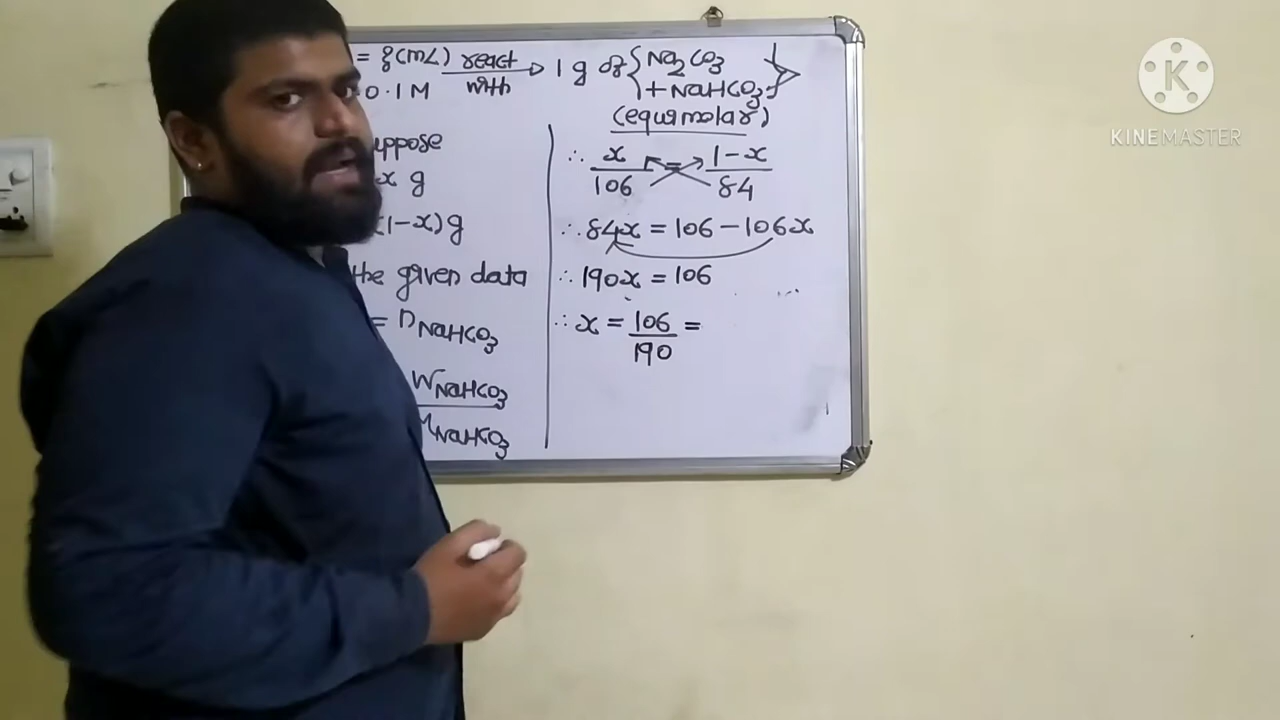 = ?(mL) react with → 1 g of { Na2CO3 + NaHCO3 }
0.1M
(equimolar)
uppose
x g
(1-x)g
the given data
= nNaHCO3
WNaHCO3
MNaHCO3
∴ x/106 = 1-x/84
∴ 84x = 106 - 106x
∴ 190x = 106
∴ x = 106/190 =
K
KINEMASTER